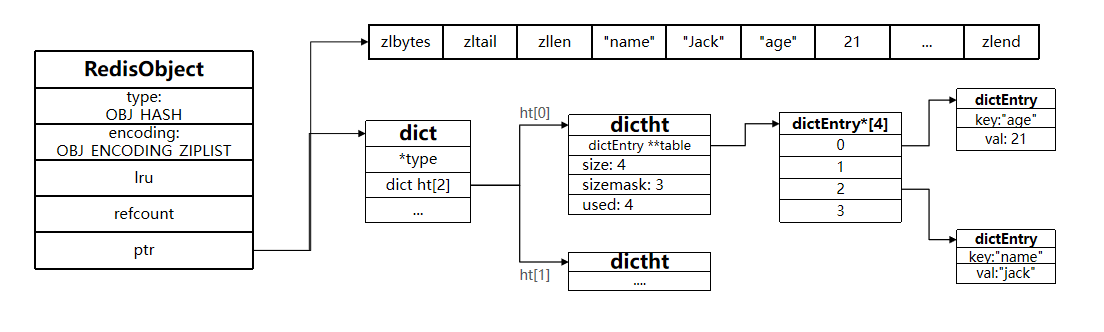 zlbytes
zltail
zllen
"name"
"Jack"
"age"
21
...
zlend
RedisObject
type:
OBJ_HASH
encoding:
OBJ_ENCODING_ZIPLIST
lru
refcount
ptr
dict
*type
dict ht[2]
...
ht[0]
ht[1]
dictht
dictEntry **table
size: 4
sizemask: 3
used: 4
dictht
....
dictEntry*[4]
0
1
2
3
dictEntry
key:"age"
val: 21
dictEntry
key:"name"
val:"jack"